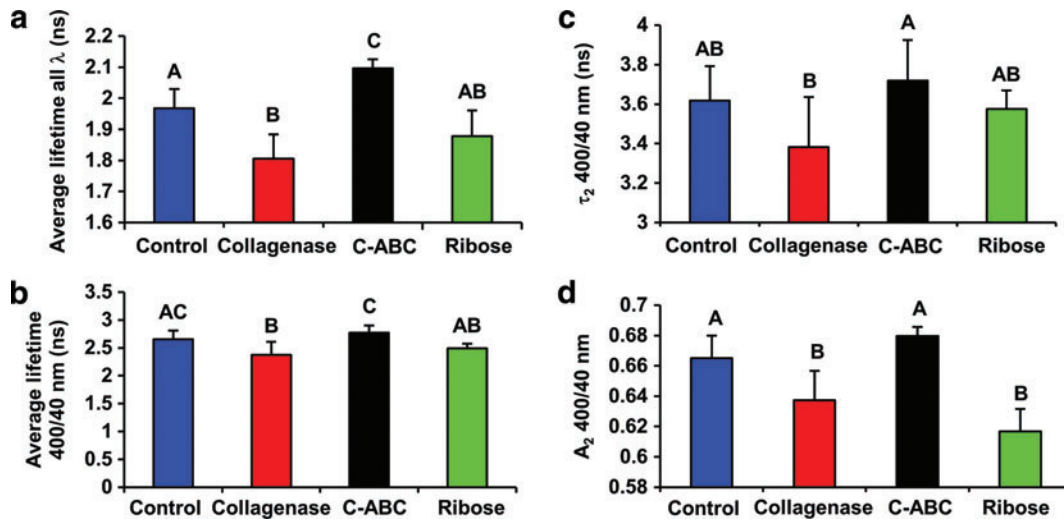 a
Average lifetime all λ (ns)
2.2
2.1
2
1.9
1.8
1.7
1.6
A
B
C
AB
Control Collagenase C-ABC Ribose
b
Average lifetime
400/40 nm (ns)
3.5
3
2.5
2
1.5
1
0.5
0
AC
B
C
AB
Control Collagenase C-ABC Ribose
c
τ2 400/40 nm (ns)
4
3.8
3.6
3.4
3.2
3
AB
B
A
AB
Control Collagenase C-ABC Ribose
d
A2 400/40 nm
0.7
0.68
0.66
0.64
0.62
0.6
0.58
A
B
A
B
Control Collagenase C-ABC Ribose